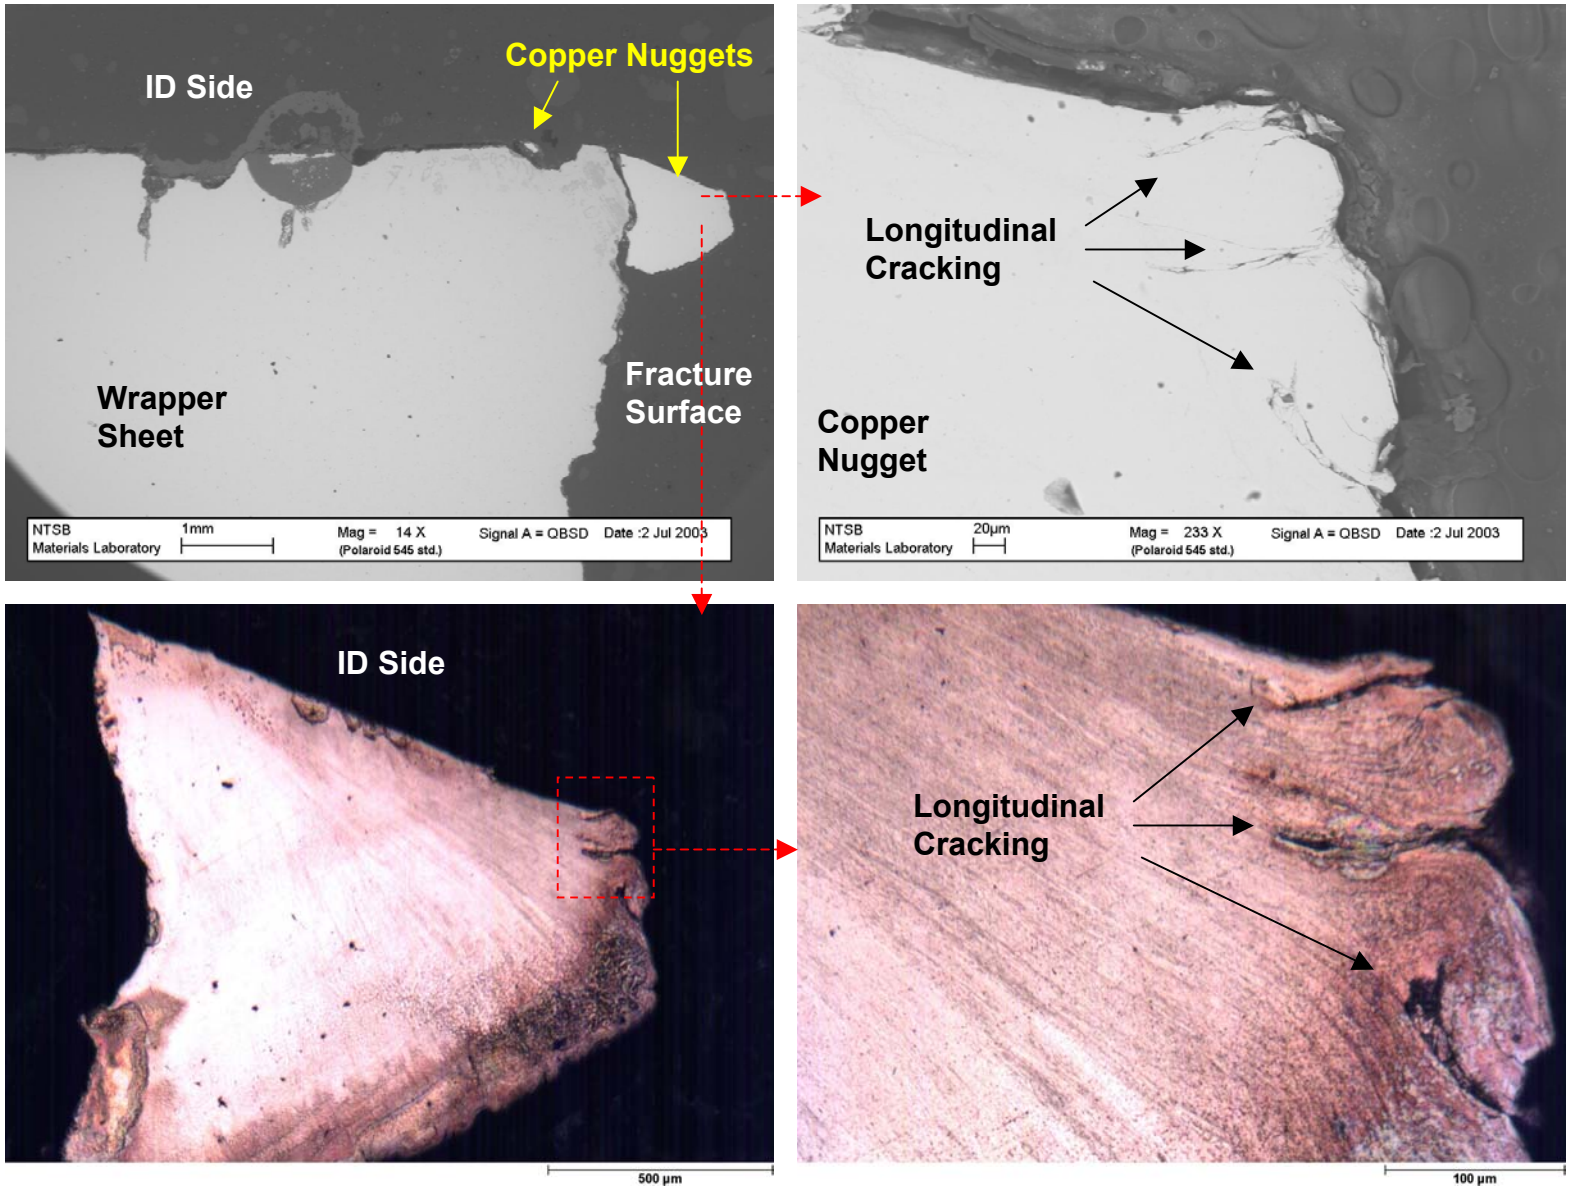 ID Side
Copper Nuggets
Wrapper
Sheet
Fracture
Surface
NTSB
Materials Laboratory
1mm
Mag = 14 X
(Polaroid 545 std.)
Signal A = QBSD
Date :2 Jul 2003
Longitudinal
Cracking
Copper
Nugget
NTSB
Materials Laboratory
20µm
Mag = 233 X
(Polaroid 545 std.)
Signal A = QBSD
Date :2 Jul 2003
ID Side
500 µm
Longitudinal
Cracking
100 µm